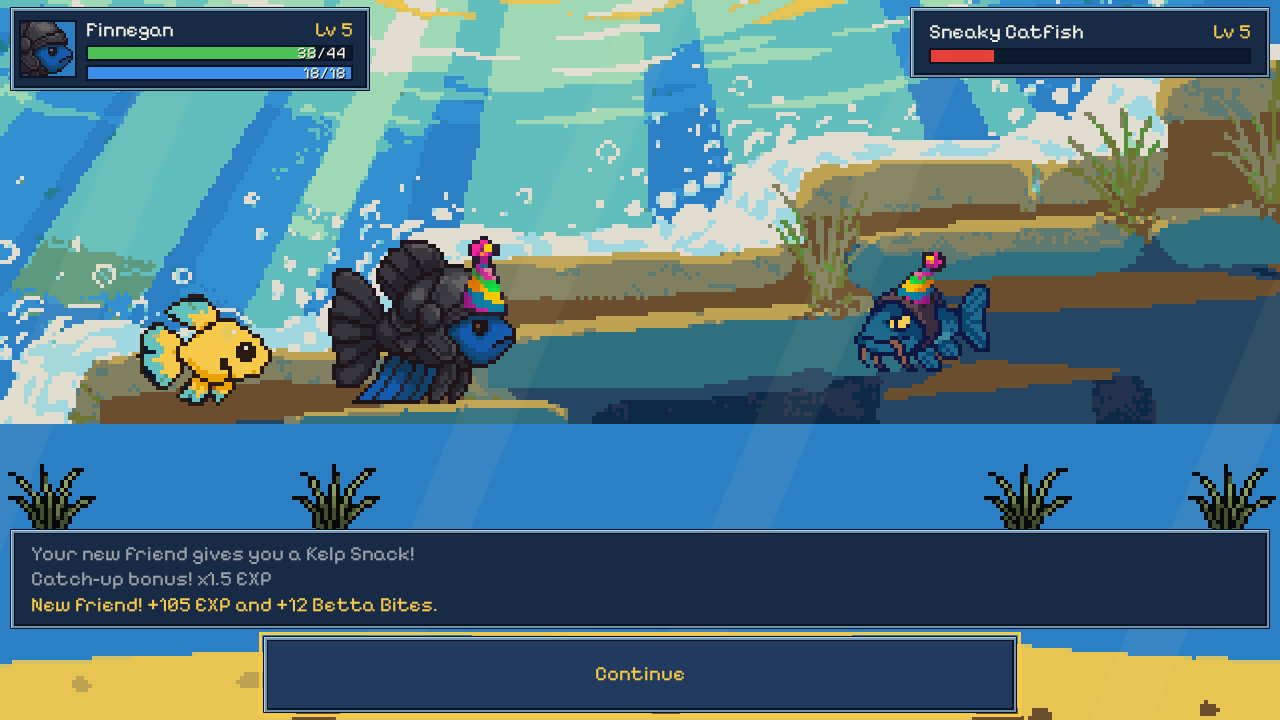 Finnegan Lv 5
38/44
18/18
Sneaky Catfish Lv 5
Your new friend gives you a Kelp Snack!
Catch-up bonus! x1.5 EXP
New friend! +105 EXP and +12 Betta Bites.
Continue